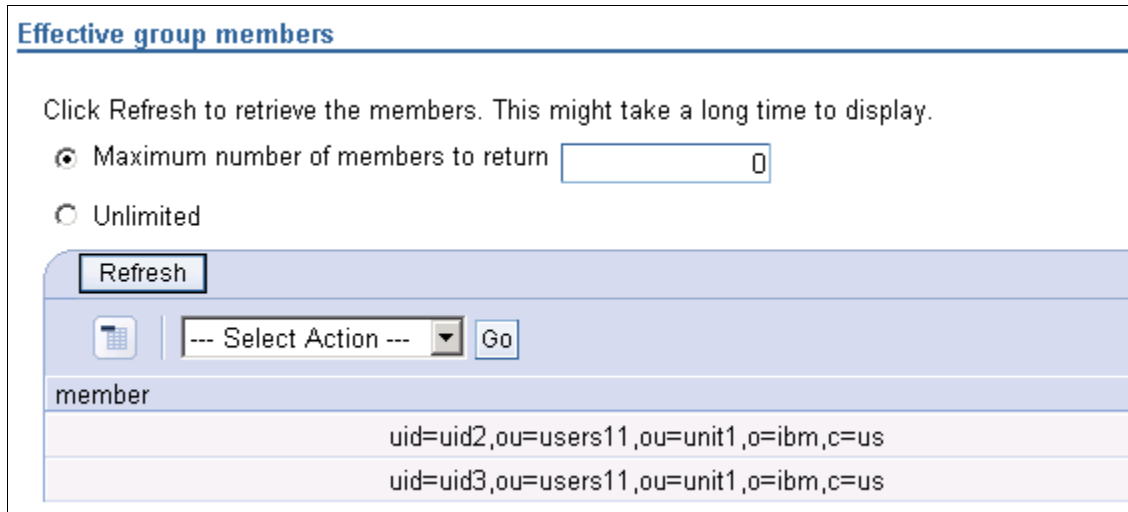 Effective group members
Click Refresh to retrieve the members. This might take a long time to display.
Maximum number of members to return 0
Unlimited
Refresh
--- Select Action --- Go
member
uid=uid2,ou=users11,ou=unit1,o=ibm,c=us
uid=uid3,ou=users11,ou=unit1,o=ibm,c=us